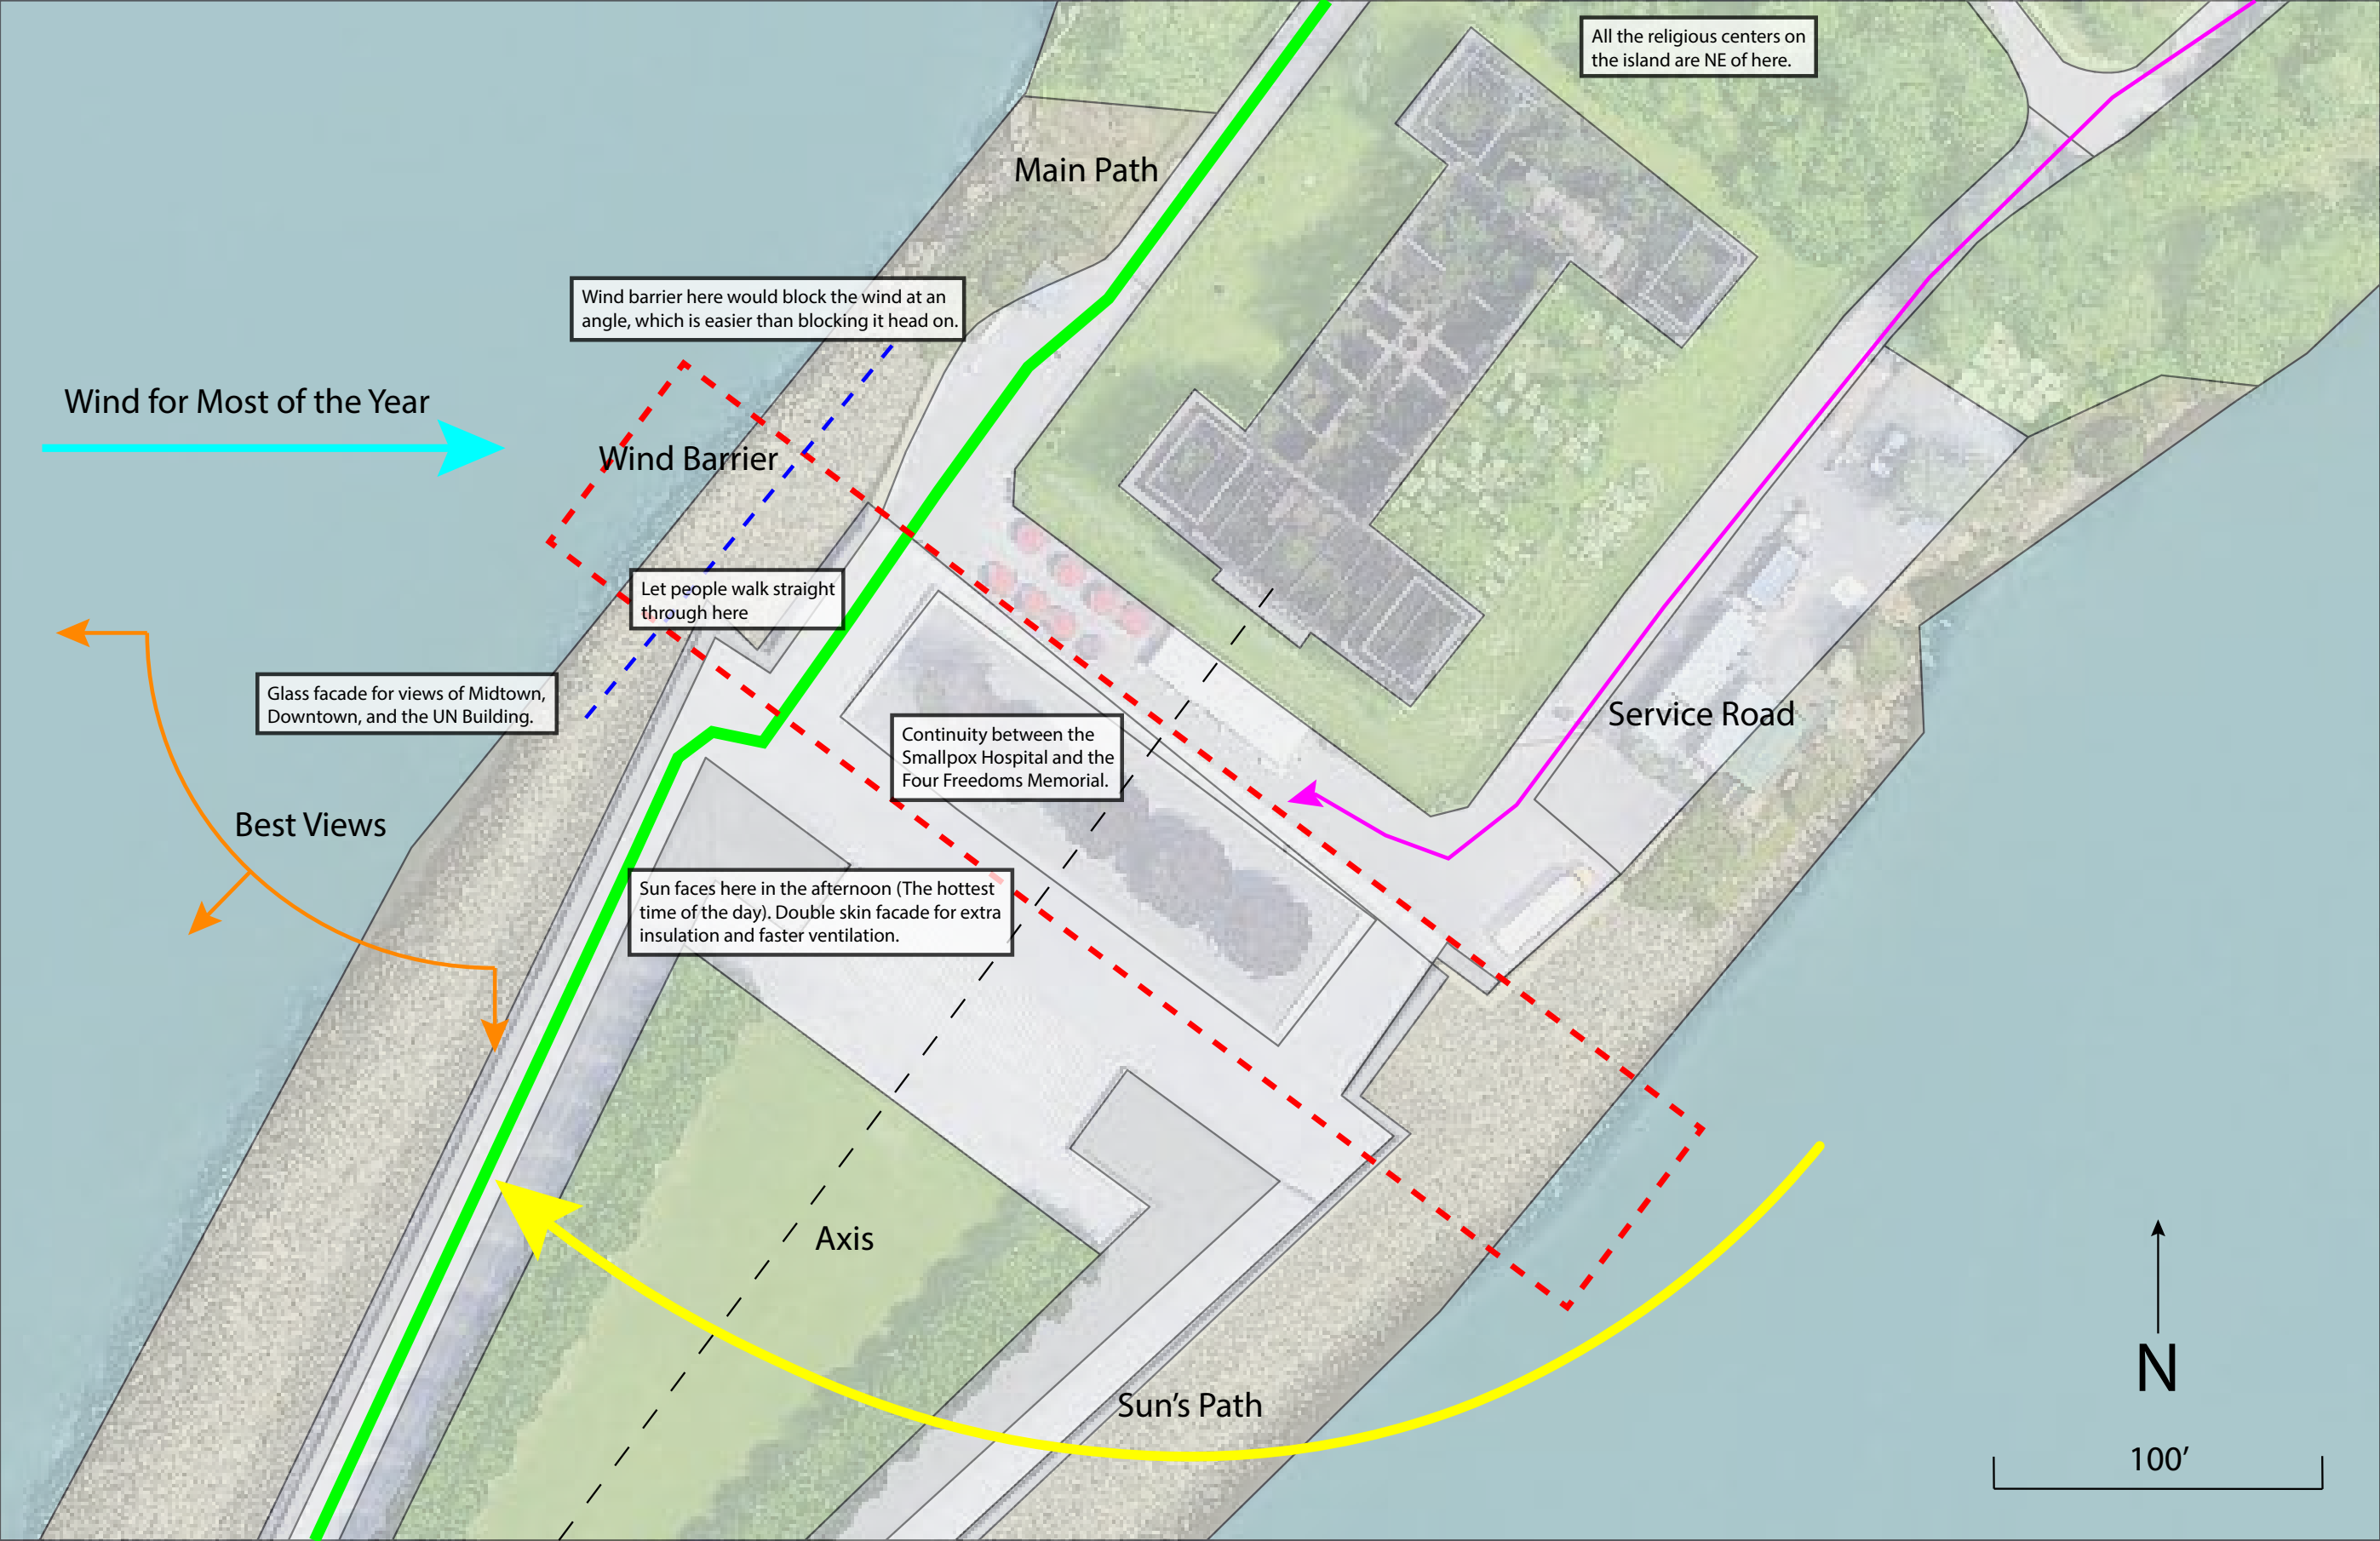 All the religious centers on
the island are NE of here.
Main Path
Wind barrier here would block the wind at an
angle, which is easier than blocking it head on.
Wind for Most of the Year
Wind Barrier
Let people walk straight
through here
Glass facade for views of Midtown,
Downtown, and the UN Building.
Continuity between the
Smallpox Hospital and the
Four Freedoms Memorial.
Service Road
Best Views
Sun faces here in the afternoon (The hottest
time of the day). Double skin facade for extra
insulation and faster ventilation.
Axis
Sun’s Path
N
100’